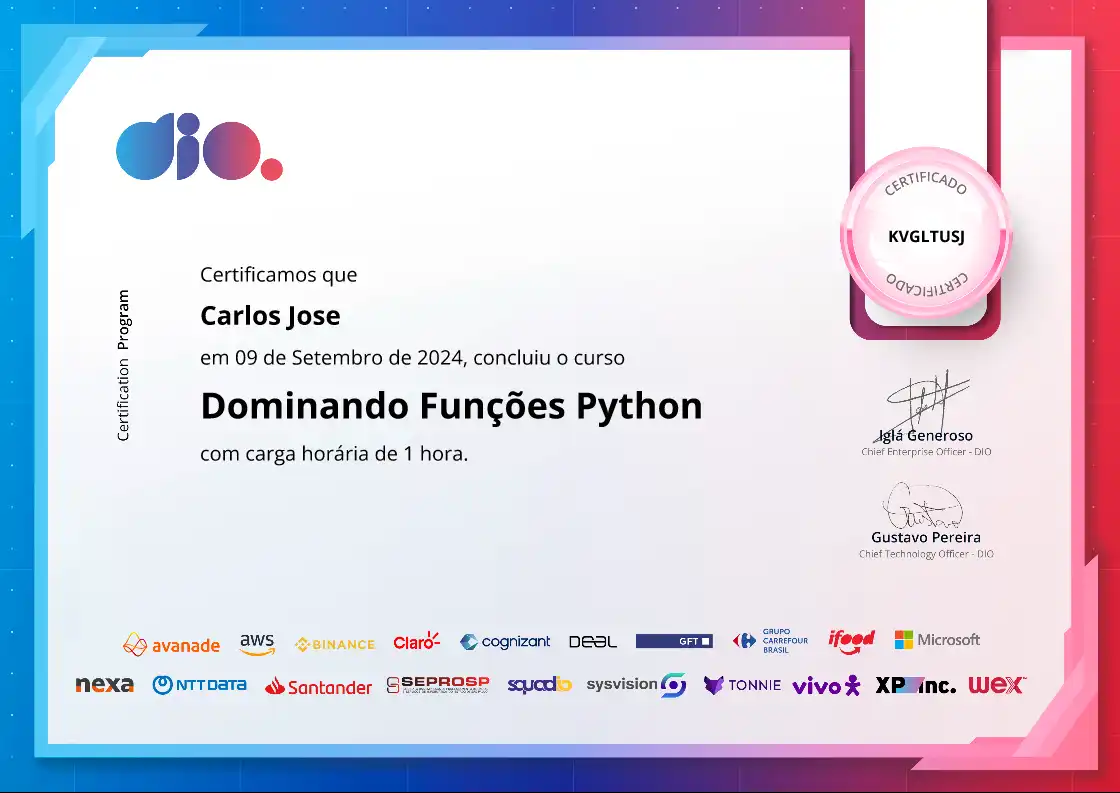 dio.
CERTIFICADO
KVGLTUSJ
CERTIFICADO
Certification Program
Certificamos que
Carlos Jose
em 09 de Setembro de 2024, concluiu o curso
Dominando Funções Python
com carga horária de 1 hora.
Iglá Generoso
Chief Enterprise Officer - DIO
Gustavo Pereira
Chief Technology Officer - DIO
avanade aws BINANCE Claro cognizant DEAL GFT GRUPO CARREFOUR BRASIL ifood Microsoft
nexa NTT DATA Santander SEPROSP squadio sysvision TONNIE vivo XP inc. wex